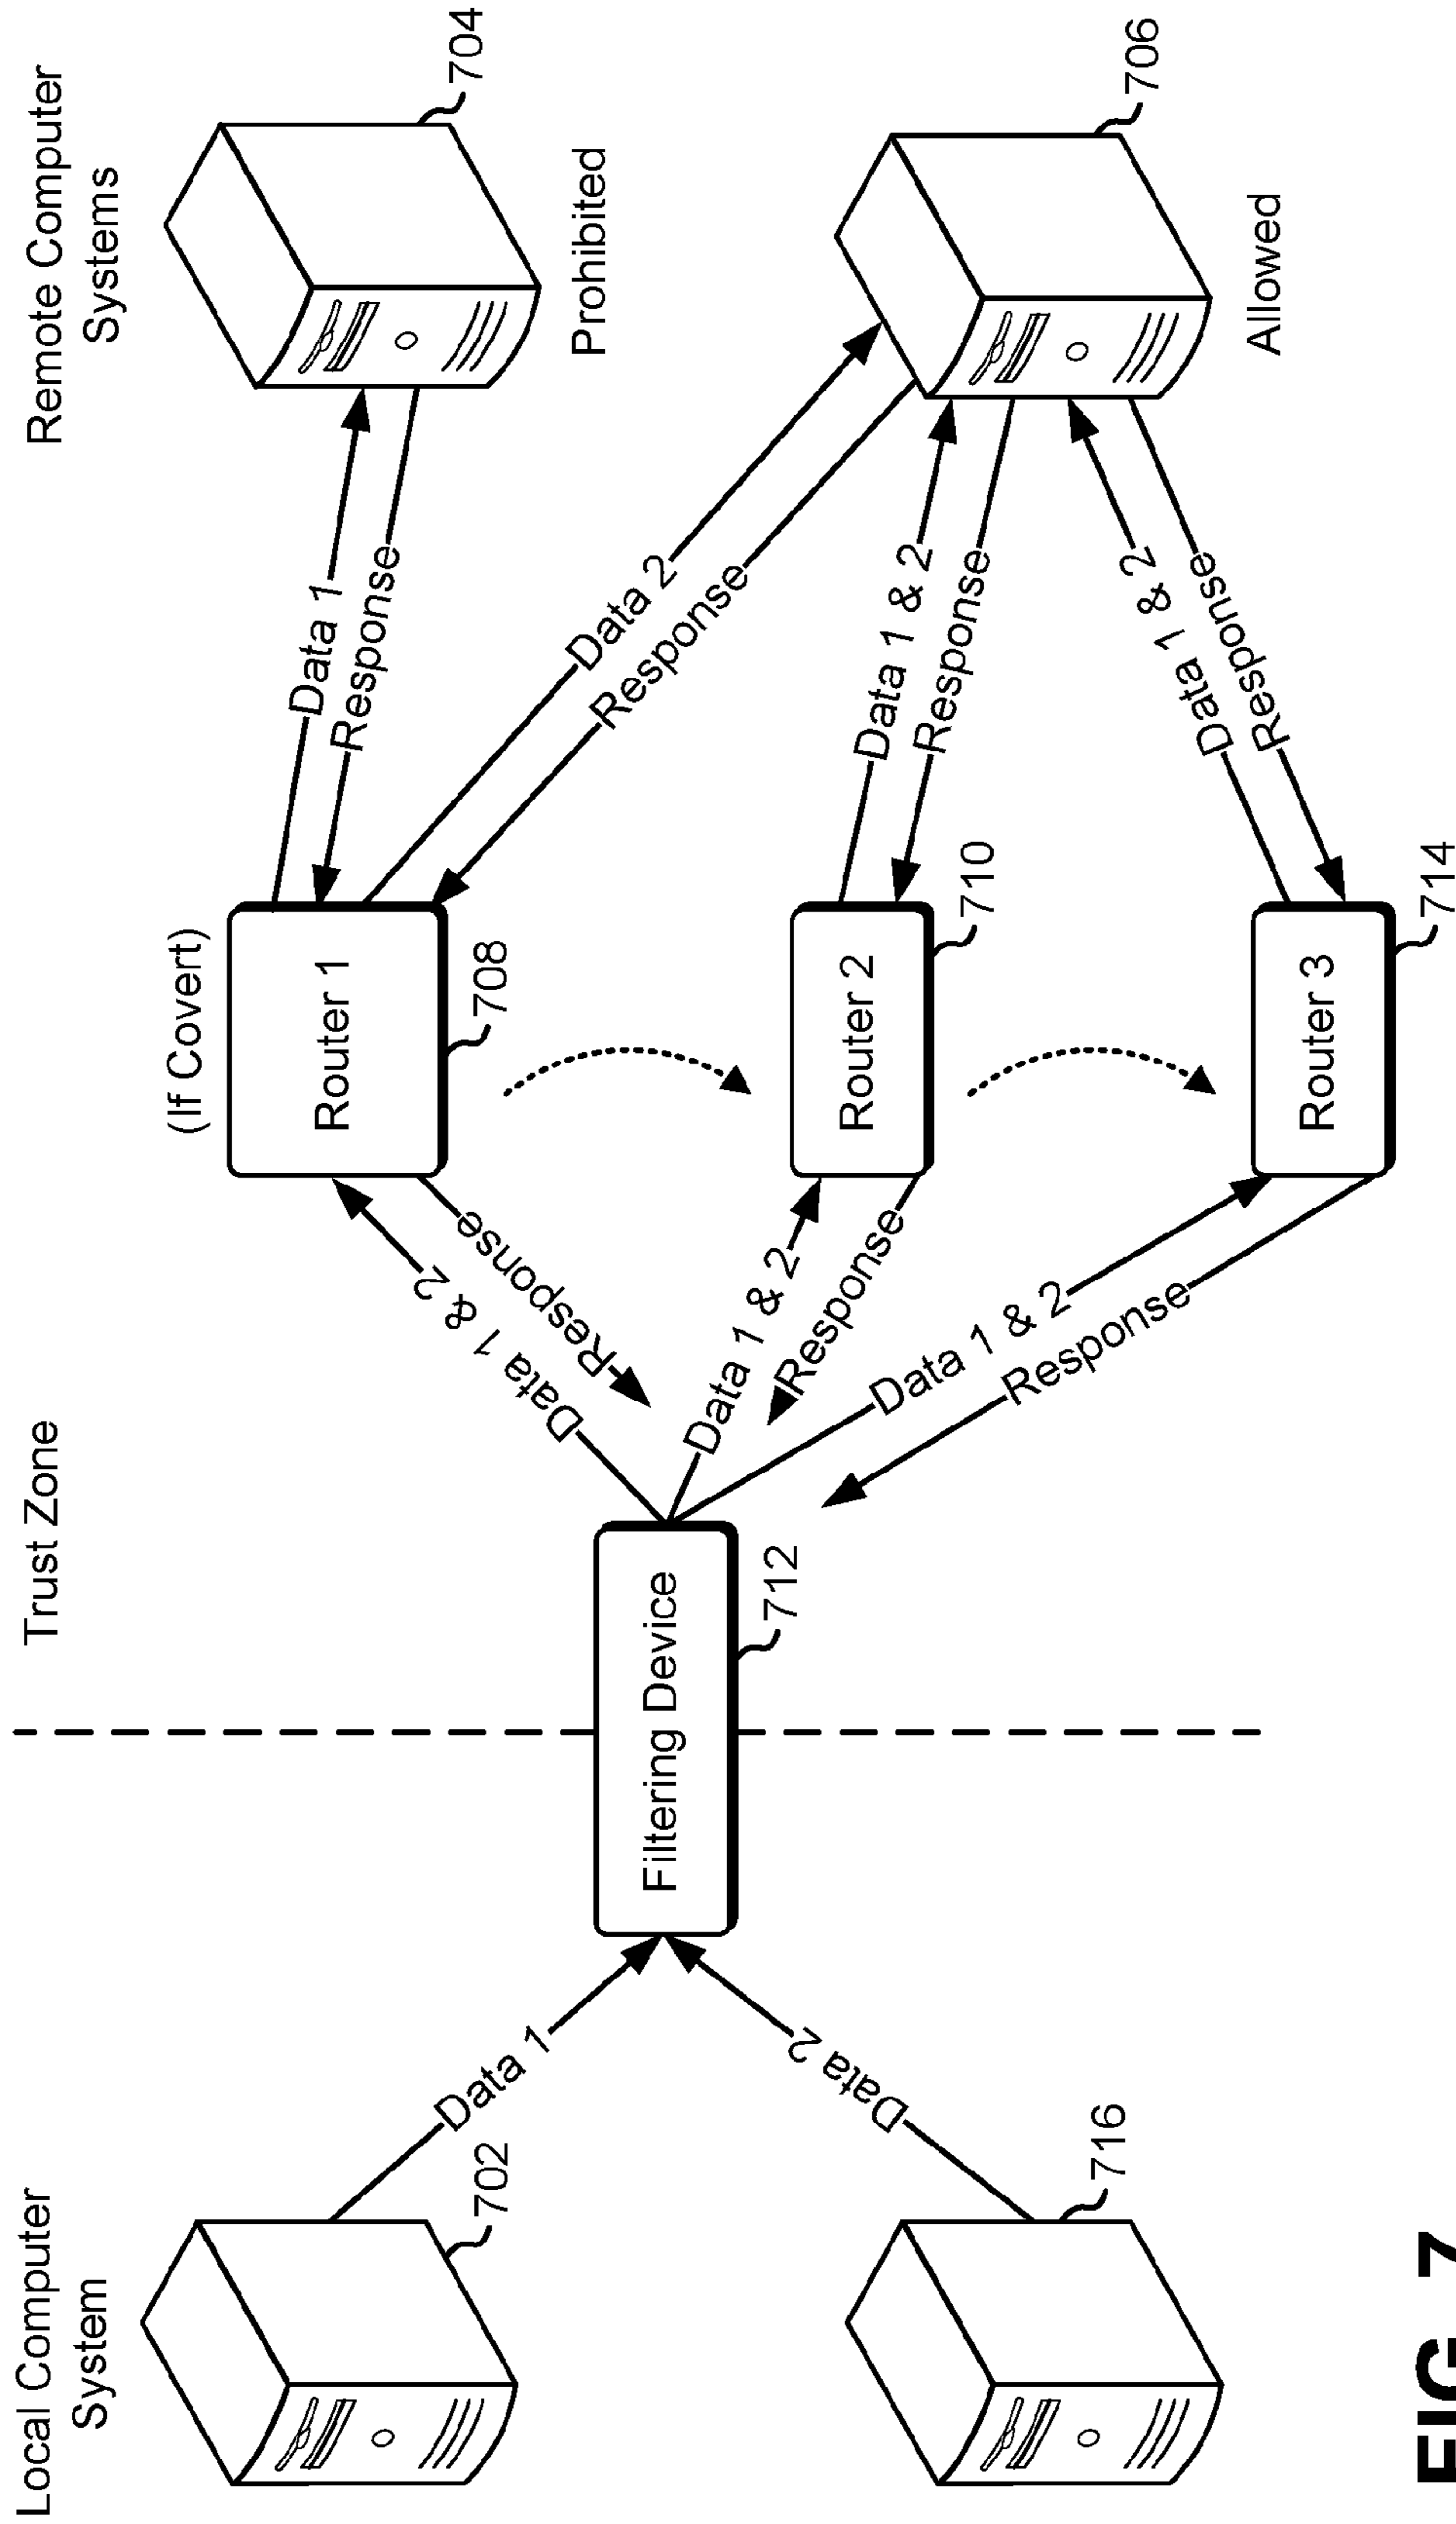 Local Computer
System
Trust Zone
Remote Computer
Systems
702
Data 1
716
Data 2
Filtering Device
712
Data 1 & 2
Response
Data 1 & 2
Response
Data 1 & 2
Response
(If Covert)
Router 1
708
Router 2
710
Router 3
714
Data 1
Response
Data 2
Response
Data 1 & 2
Response
Data 1 & 2
Response
704
Prohibited
706
Allowed
FIG. 7